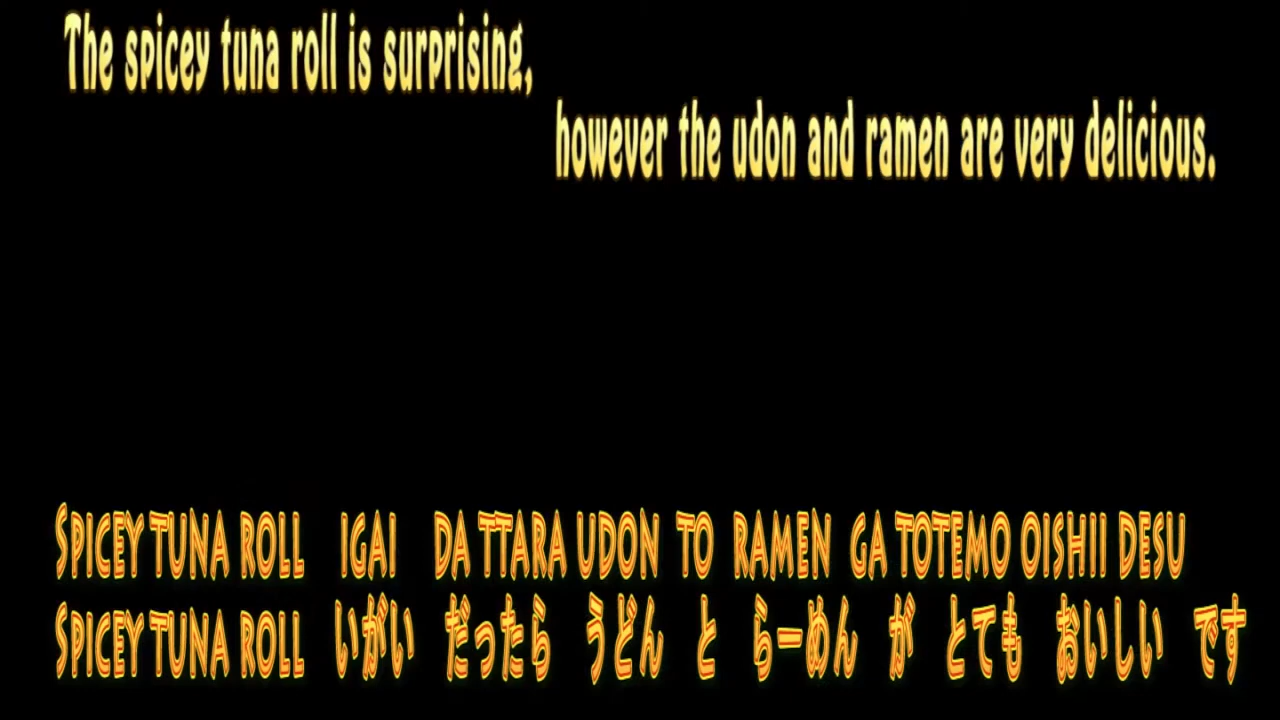 The spicey tuna roll is surprising,
however the udon and ramen are very delicious.
SPICEY TUNA ROLL IGAI DA TTARA UDON TO RAMEN GA TOTEMO OISHII DESU
SPICEY TUNA ROLL いがい だったら うどん と らーめん が とても おいしい です